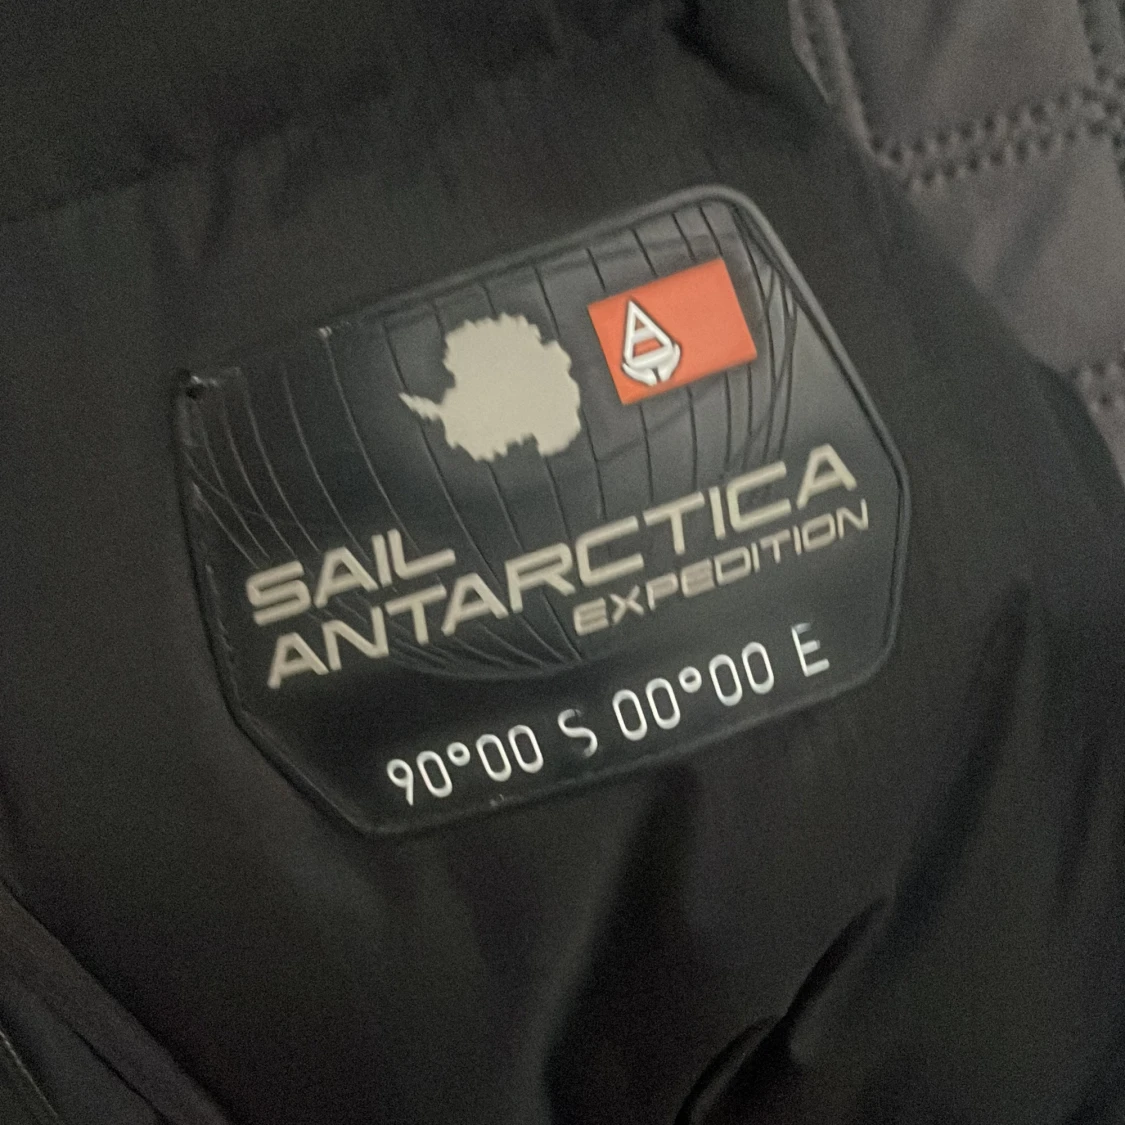 SAIL
ANTARCTICA
EXPEDITION
90°00 S 00°00 E